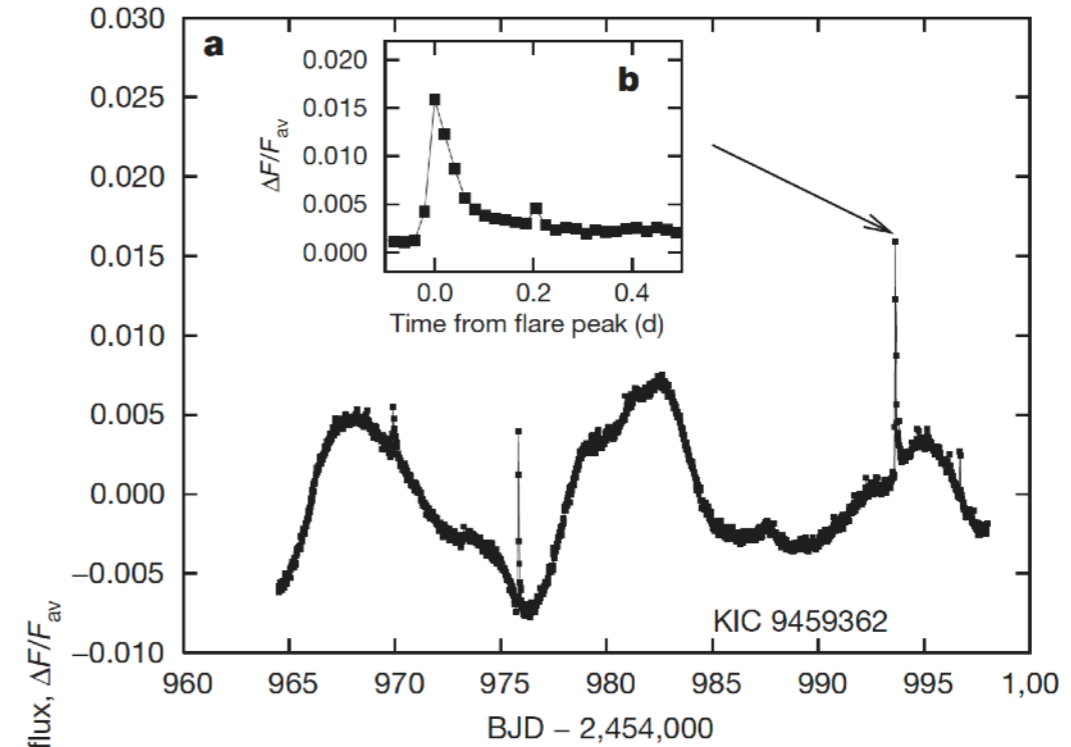 a
0.030
0.025
0.020
0.015
0.010
0.005
0.000
−0.005
−0.010
flux, ΔF/Fav
b
0.020
0.015
0.010
0.005
0.000
ΔF/Fav
0.0 0.2 0.4
Time from flare peak (d)
KIC 9459362
960 965 970 975 980 985 990 995 1,00
BJD − 2,454,000